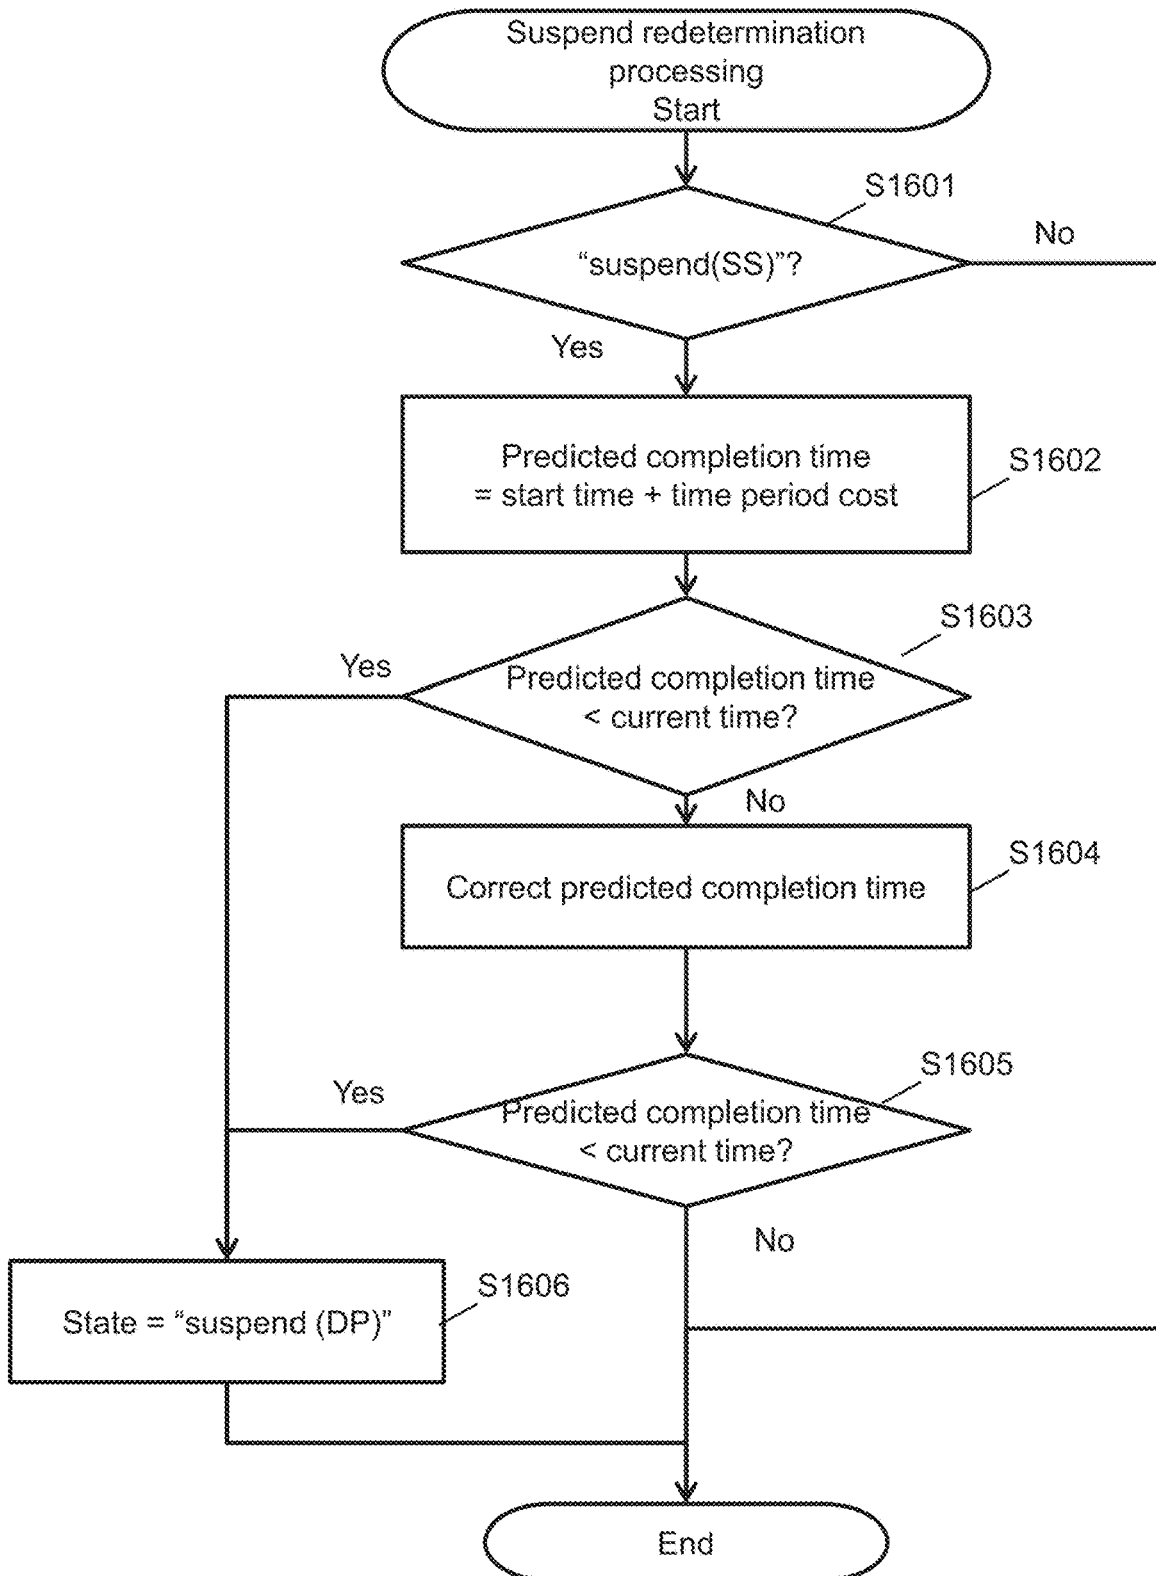 Suspend redetermination
processing
Start
S1601
No
“suspend(SS)”?
Yes
Predicted completion time
= start time + time period cost
S1602
S1603
Yes
Predicted completion time
< current time?
No
S1604
Correct predicted completion time
S1605
Yes
Predicted completion time
< current time?
No
S1606
State = “suspend (DP)”
End